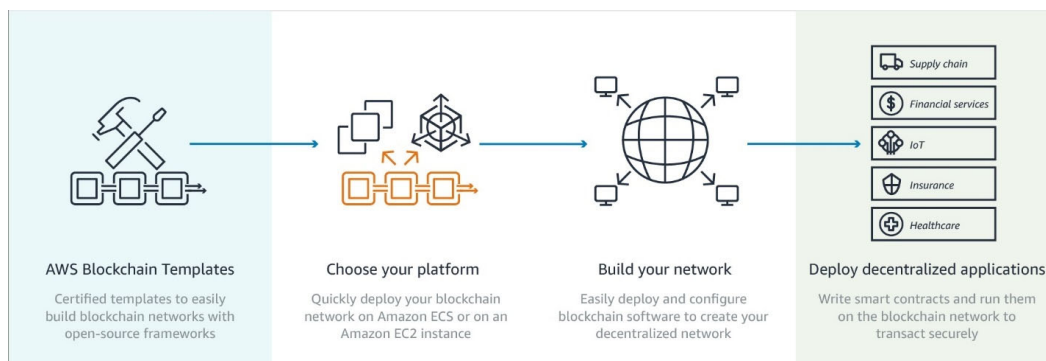 Supply chain
Financial services
IoT
Insurance
Healthcare
AWS Blockchain Templates
Certified templates to easily
build blockchain networks with
open-source frameworks
Choose your platform
Quickly deploy your blockchain
network on Amazon ECS or on an
Amazon EC2 instance
Build your network
Easily deploy and configure
blockchain software to create your
decentralized network
Deploy decentralized applications
Write smart contracts and run them
on the blockchain network to
transact securely